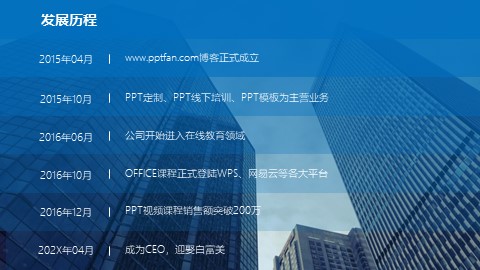 发展历程
2015年04月 | www.pptfan.com博客正式成立
2015年10月 | PPT定制、PPT线下培训、PPT模板为主营业务
2016年06月 | 公司开始进入在线教育领域
2016年10月 | OFFICE课程正式登陆WPS、网易云等各大平台
2016年12月 | PPT视频课程销售额突破200万
202X年04月 | 成为CEO，迎娶白富美